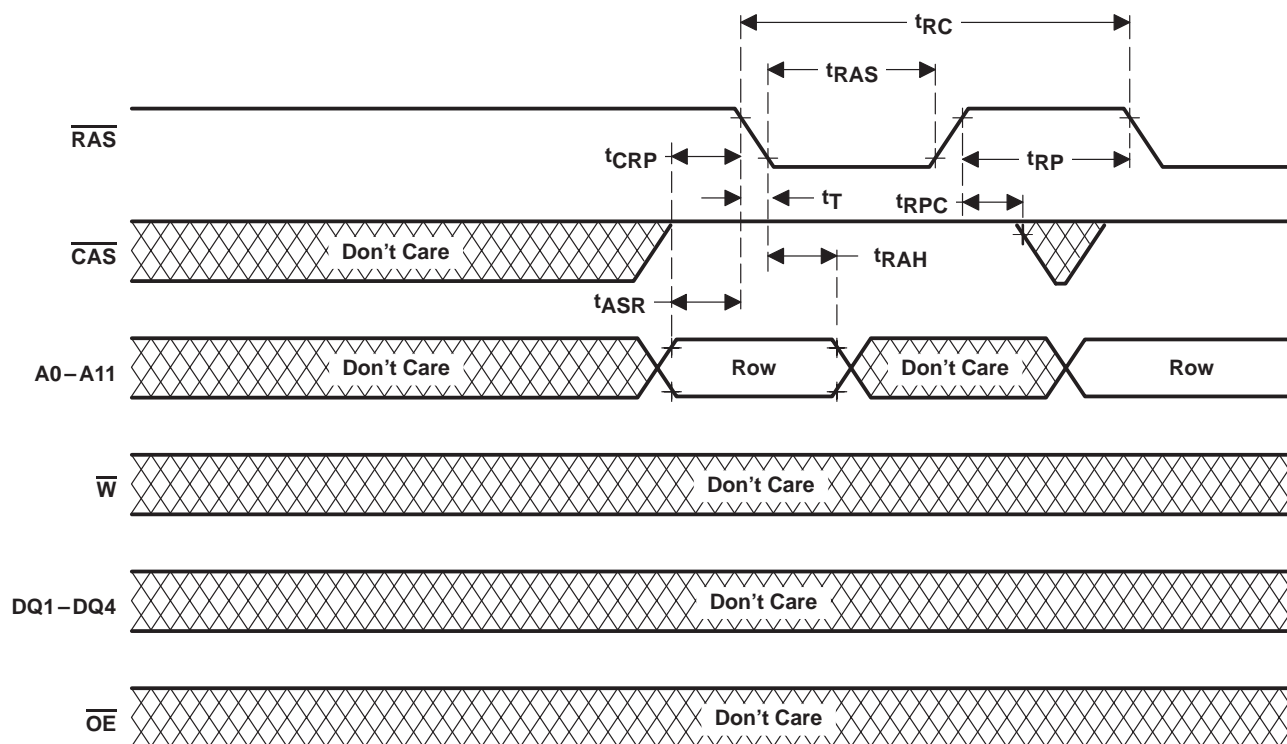 tRC
tRAS
RAS
tCRP
tRP
tT
tRPC
CAS
Don't Care
tRAH
tASR
A0–A11
Don't Care
Row
Don't Care
Row
W
Don't Care
DQ1–DQ4
Don't Care
OE
Don't Care